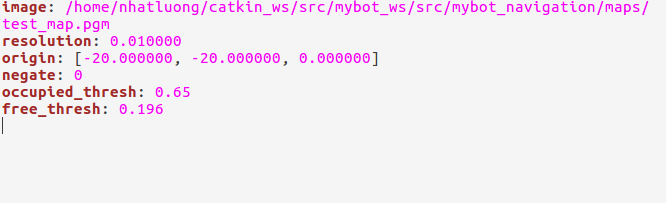 image: /home/nhatluong/catkin_ws/src/mybot_ws/src/mybot_navigation/maps/
test_map.pgm
resolution: 0.010000
origin: [-20.000000, -20.000000, 0.000000]
negate: 0
occupied_thresh: 0.65
free_thresh: 0.196